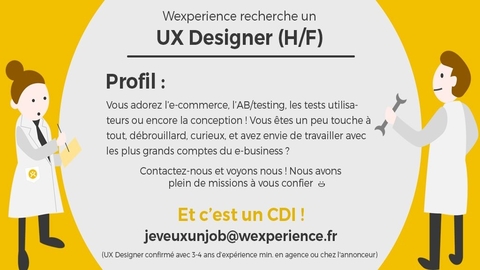 Wexperience recherche un
UX Designer (H/F)
Profil :
Vous adorez l'e-commerce, l'AB/testing, les tests utilisa-
teurs ou encore la conception ! Vous êtes un peu touche à
tout, débrouillard, curieux, et avez envie de travailler avec
les plus grands comptes du e-business ?
Contactez-nous et voyons nous ! Nous avons
plein de missions à vous confier ☺
Et c'est un CDI !
jeveuxunjob@wexperience.fr
(UX Designer confirmé avec 3-4 ans d'expérience min. en agence ou chez l'annonceur)